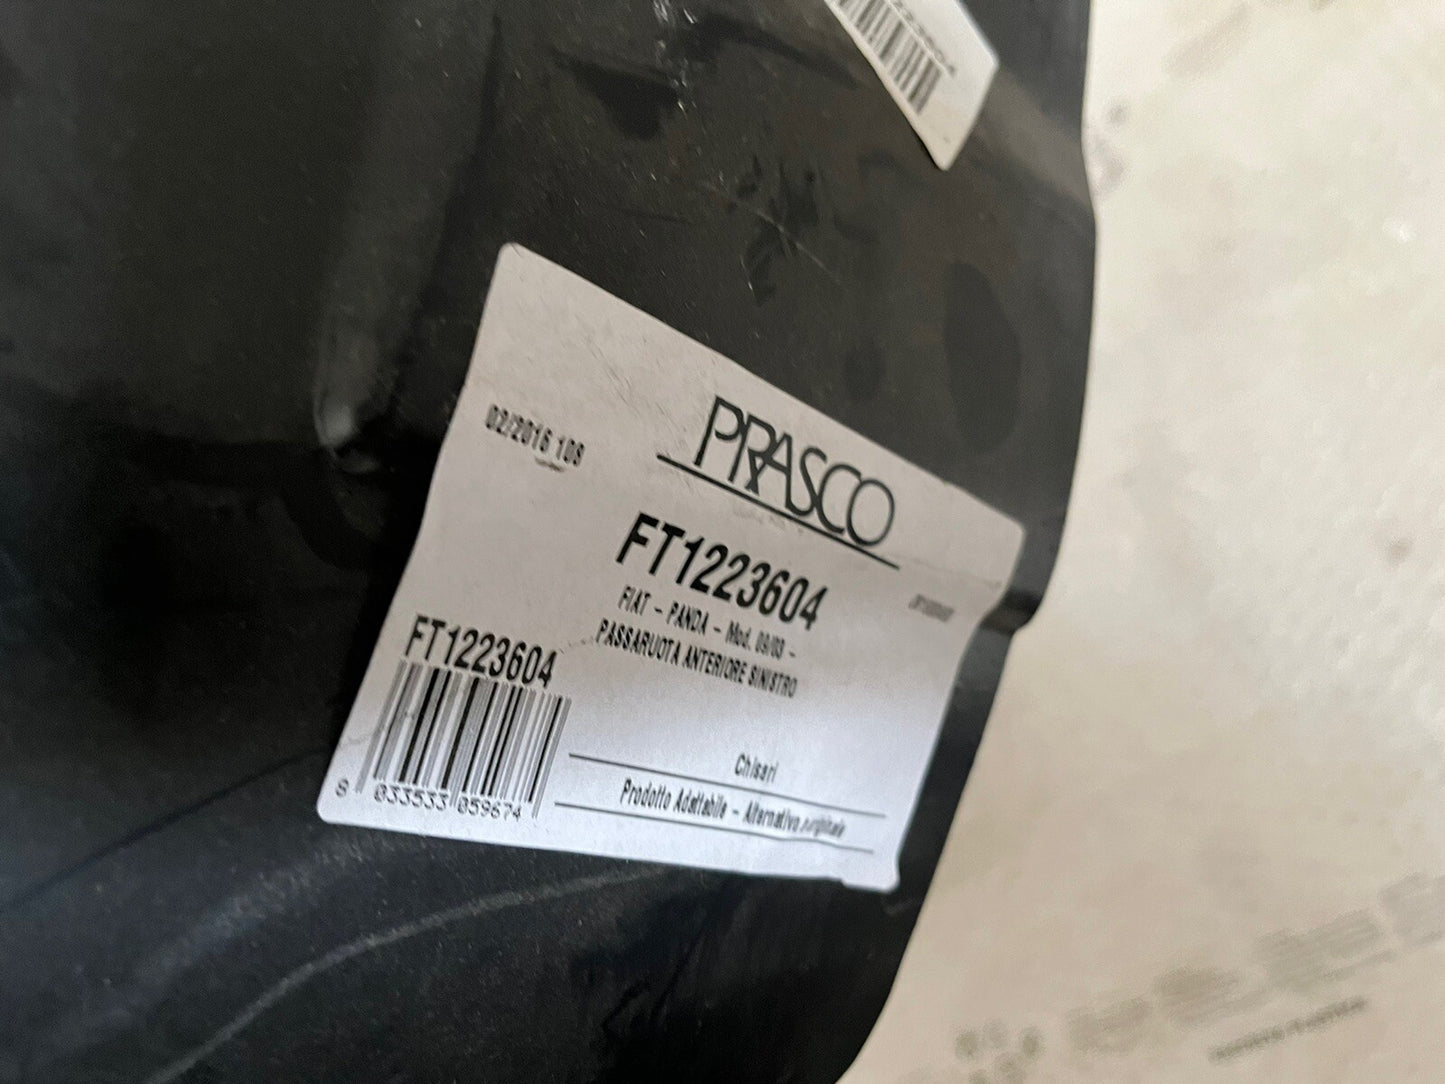 02/2016 108
PRASCO
FT1223604
FIAT - PANDA - Mod. 09/03 -
PASSARUOTA ANTERIORE SINISTRO
FT1223604
8 033533 059674
Chisari
Prodotto Adattabile - Alternativo